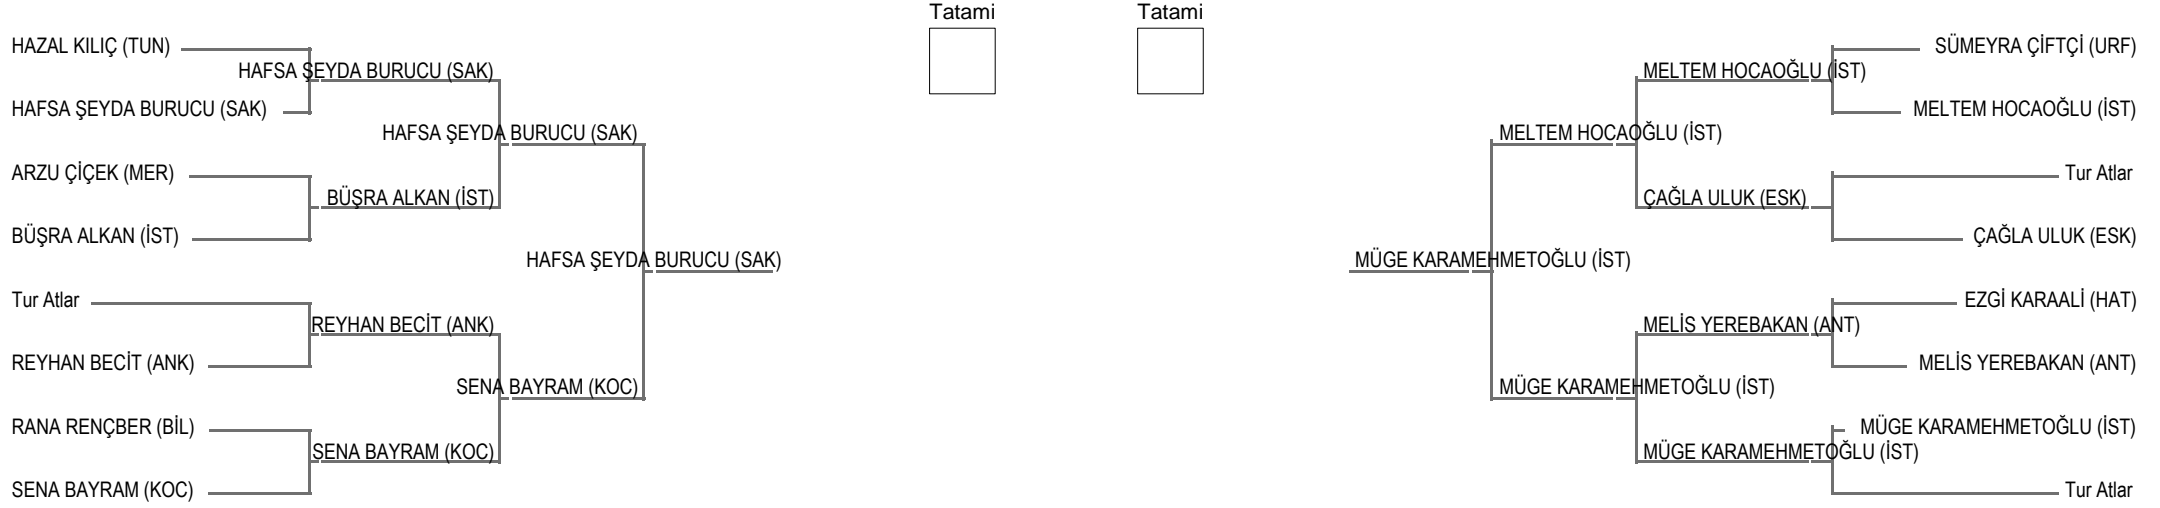 Tatami
Tatami
HAZAL KILIÇ (TUN)
HAFSA ŞEYDA BURUCU (SAK)
HAFSA ŞEYDA BURUCU (SAK)
HAFSA ŞEYDA BURUCU (SAK)
ARZU ÇİÇEK (MER)
BÜŞRA ALKAN (İST)
BÜŞRA ALKAN (İST)
HAFSA ŞEYDA BURUCU (SAK)
Tur Atlar
REYHAN BECİT (ANK)
REYHAN BECİT (ANK)
SENA BAYRAM (KOC)
RANA RENÇBER (BİL)
SENA BAYRAM (KOC)
SENA BAYRAM (KOC)
SÜMEYRA ÇİFTÇİ (URF)
MELTEM HOCAOĞLU (İST)
MELTEM HOCAOĞLU (İST)
MELTEM HOCAOĞLU (İST)
Tur Atlar
ÇAĞLA ULUK (ESK)
ÇAĞLA ULUK (ESK)
MÜGE KARAMEHMETOĞLU (İST)
EZGİ KARAALİ (HAT)
MELİS YEREBAKAN (ANT)
MELİS YEREBAKAN (ANT)
MÜGE KARAMEHMETOĞLU (İST)
MÜGE KARAMEHMETOĞLU (İST)
MÜGE KARAMEHMETOĞLU (İST)
Tur Atlar